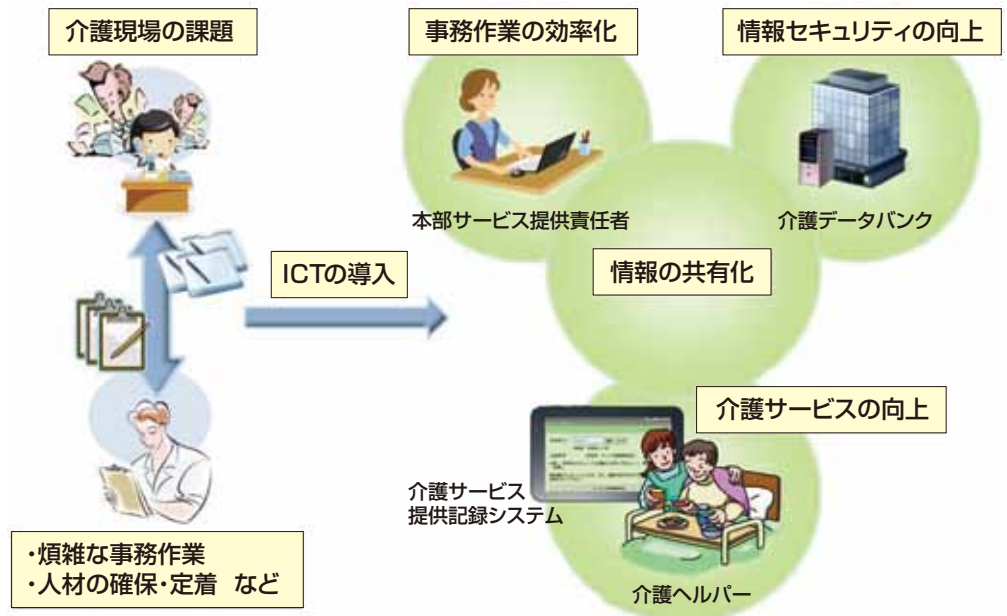 介護現場の課題
事務作業の効率化
情報セキュリティの向上
本部サービス提供責任者
介護データバンク
ICTの導入
情報の共有化
介護サービスの向上
介護サービス
提供記録システム
・煩雑な事務作業
・人材の確保・定着 など
介護ヘルパー